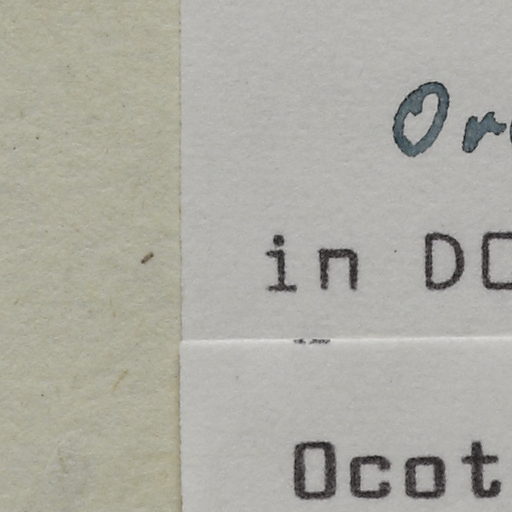 Or
in DC
Ocot